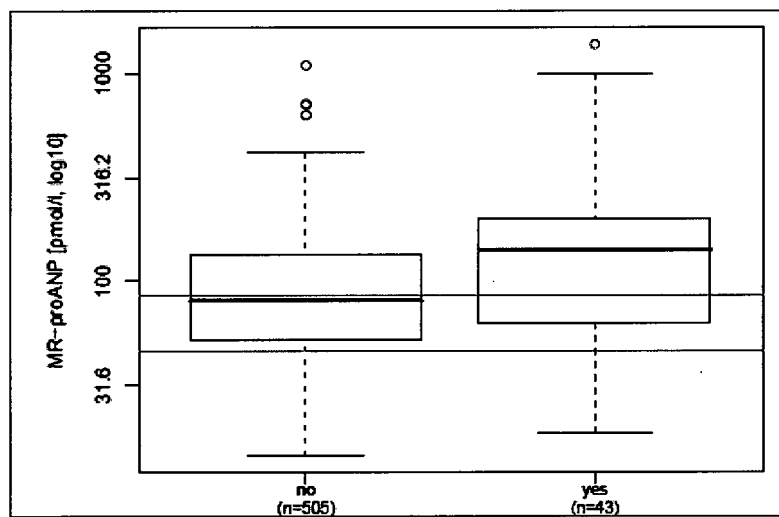 MR-proANP [pmol/l, log10]
1000
316.2
100
31.6
no
(n=505)
yes
(n=43)